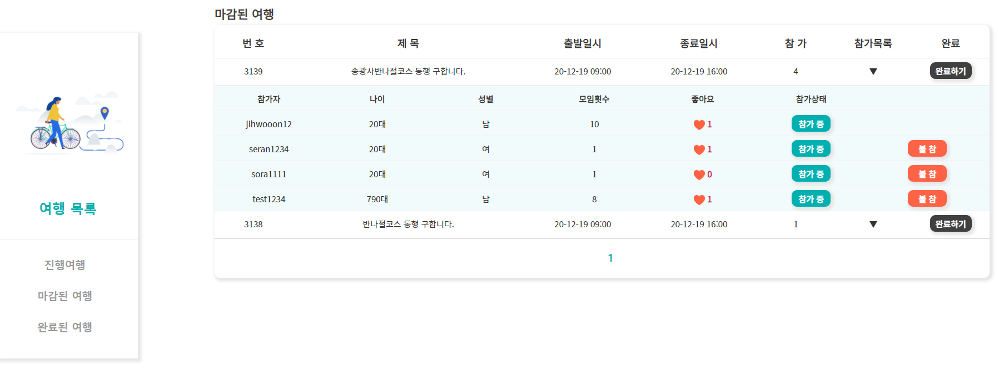 마감된 여행
번 호 제 목 출발일시 종료일시 참 가 참가목록 완료
3139 송광사반나절코스 동행 구합니다. 20-12-19 09:00 20-12-19 16:00 4 ▼ 완료하기
참가자 나이 성별 모임횟수 좋아요 참가상태
jihwooon12 20대 남 10 1 참가 중
seran1234 20대 여 1 1 참가 중 불 참
sora1111 20대 여 1 0 참가 중 불 참
test1234 790대 남 8 1 참가 중 불 참
3138 반나절코스 동행 구합니다. 20-12-19 09:00 20-12-19 16:00 1 ▼ 완료하기
1
여행 목록
진행여행
마감된 여행
완료된 여행